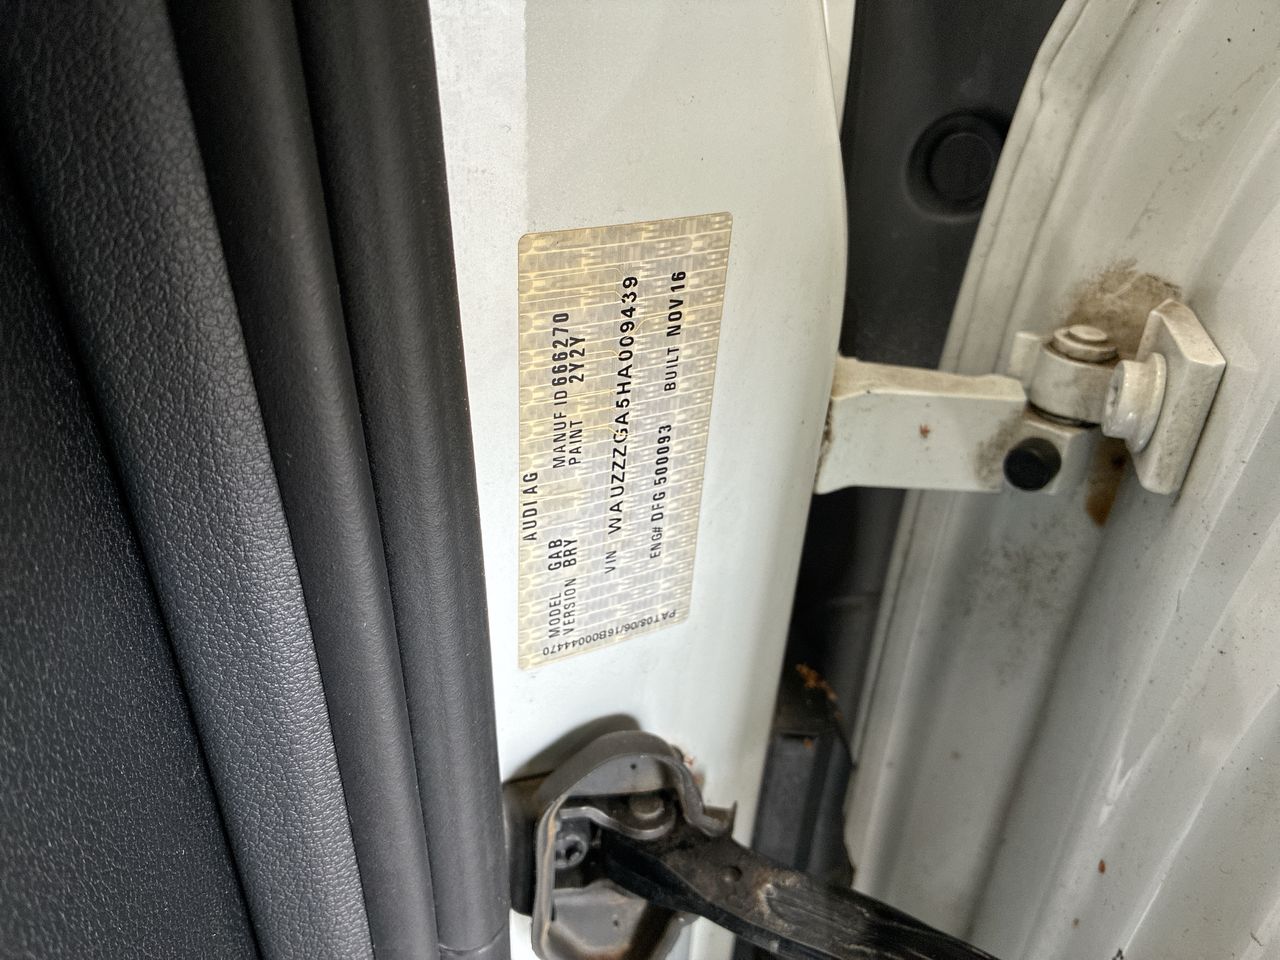 AUDI AG
MODEL GAB MANUF ID 666270
VERSION BRY PAINT 2Y2Y
VIN WAUZZZGA5HA009439
ENG# DFG 500093 BUILT NOV 16
PAT08/06/16B0004470